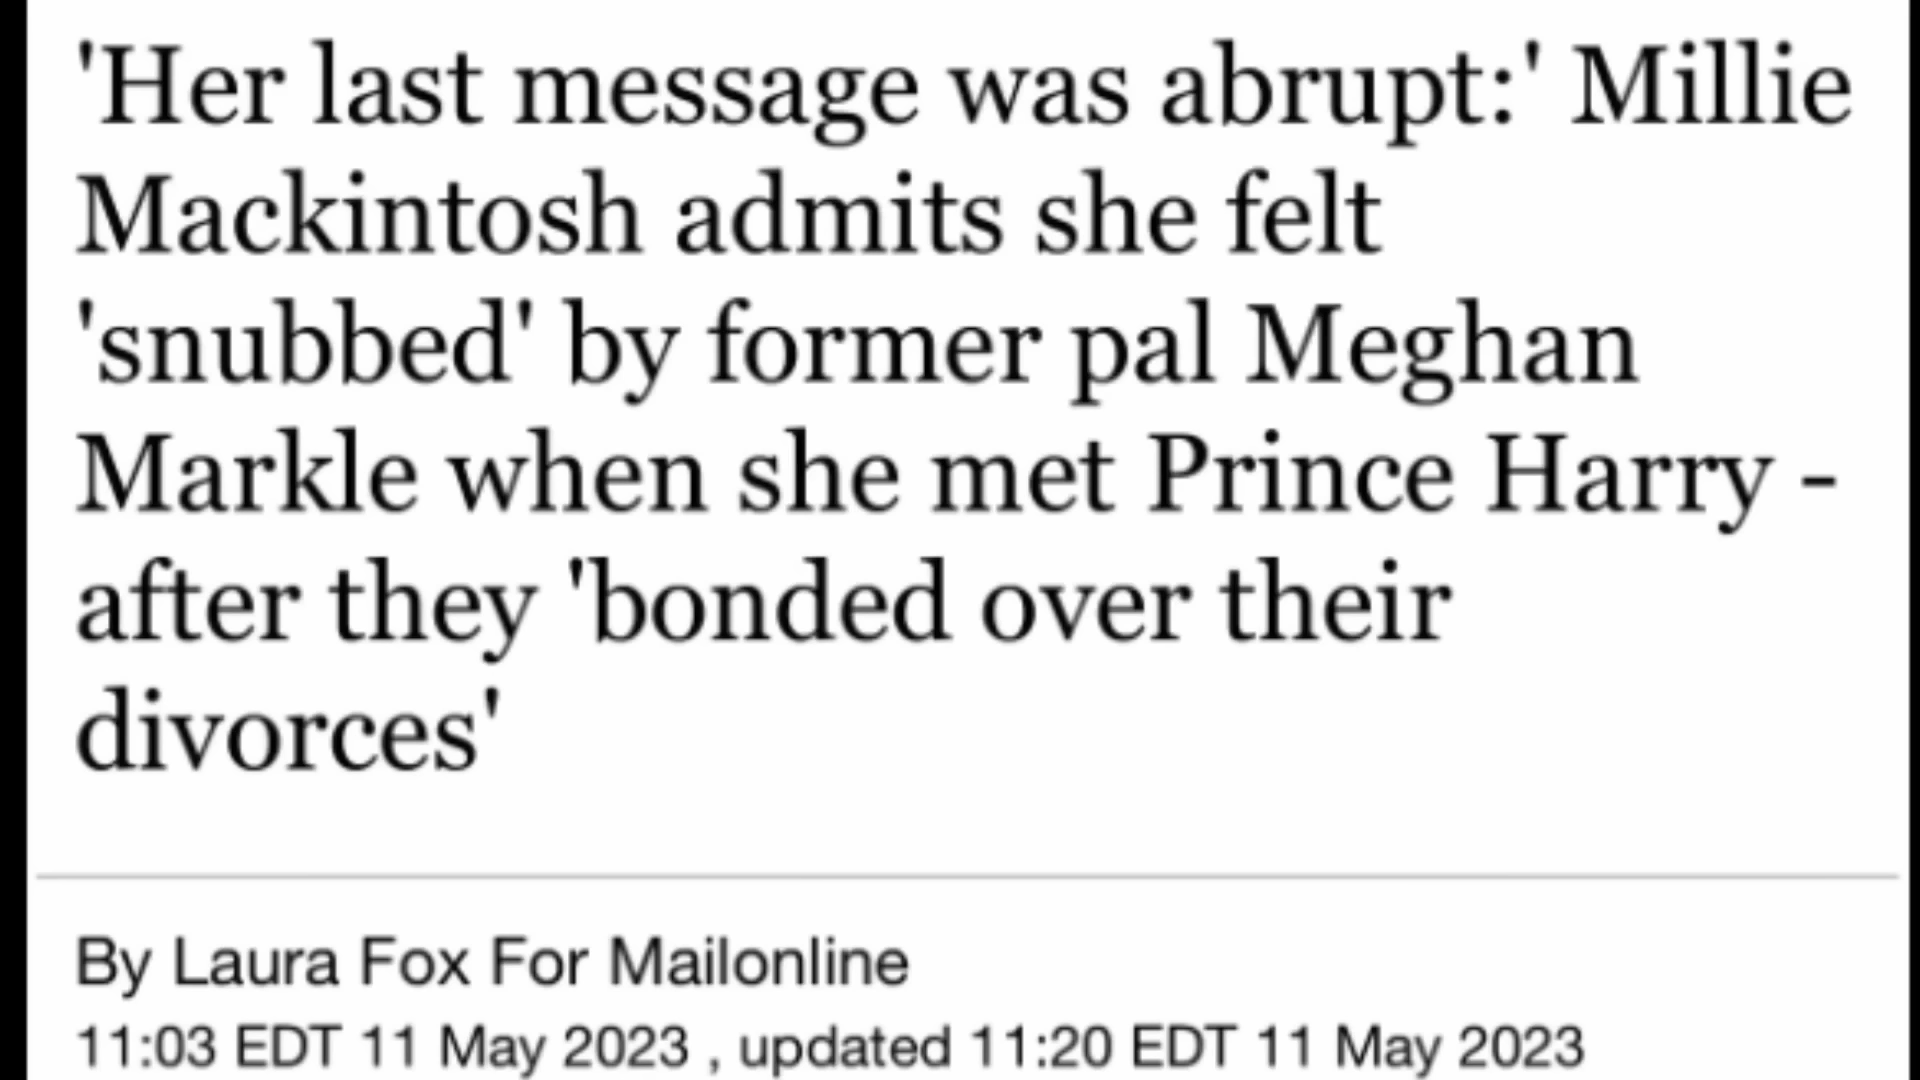 'Her last message was abrupt:' Millie
Mackintosh admits she felt
'snubbed' by former pal Meghan
Markle when she met Prince Harry -
after they 'bonded over their
divorces'
By Laura Fox For Mailonline
11:03 EDT 11 May 2023 , updated 11:20 EDT 11 May 2023